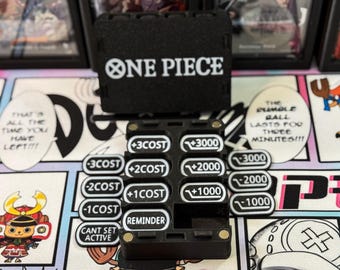 ONE PIECE
THAT'S
ALL THE
TIME YOU
HAVE
LEFT!!!
THE
RUMBLE
BALL
LASTS FOR
THREE
MINUTES!!!
+3COST
+3000
+2COST
+2000
+1COST
+1000
REMINDER
-3COST
-2COST
-1COST
CANT SET
ACTIVE
-3000
-2000
-1000